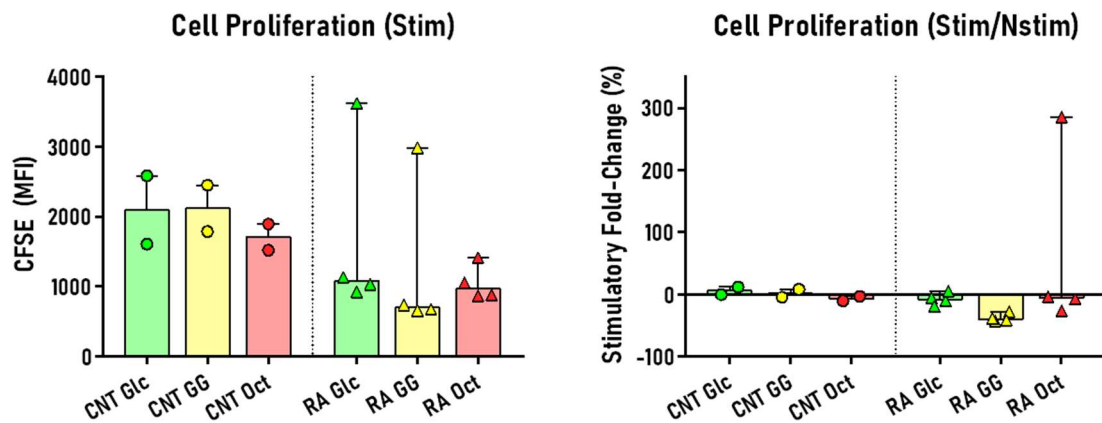 Cell Proliferation (Stim)
CFSE (MFI)
4000
3000
2000
1000
0
CNT Glc
CNT GG
CNT Oct
RA Glc
RA GG
RA Oct
Cell Proliferation (Stim/Nstim)
Stimulatory Fold-Change (%)
300
200
100
0
-100
CNT Glc
CNT GG
CNT Oct
RA Glc
RA GG
RA Oct